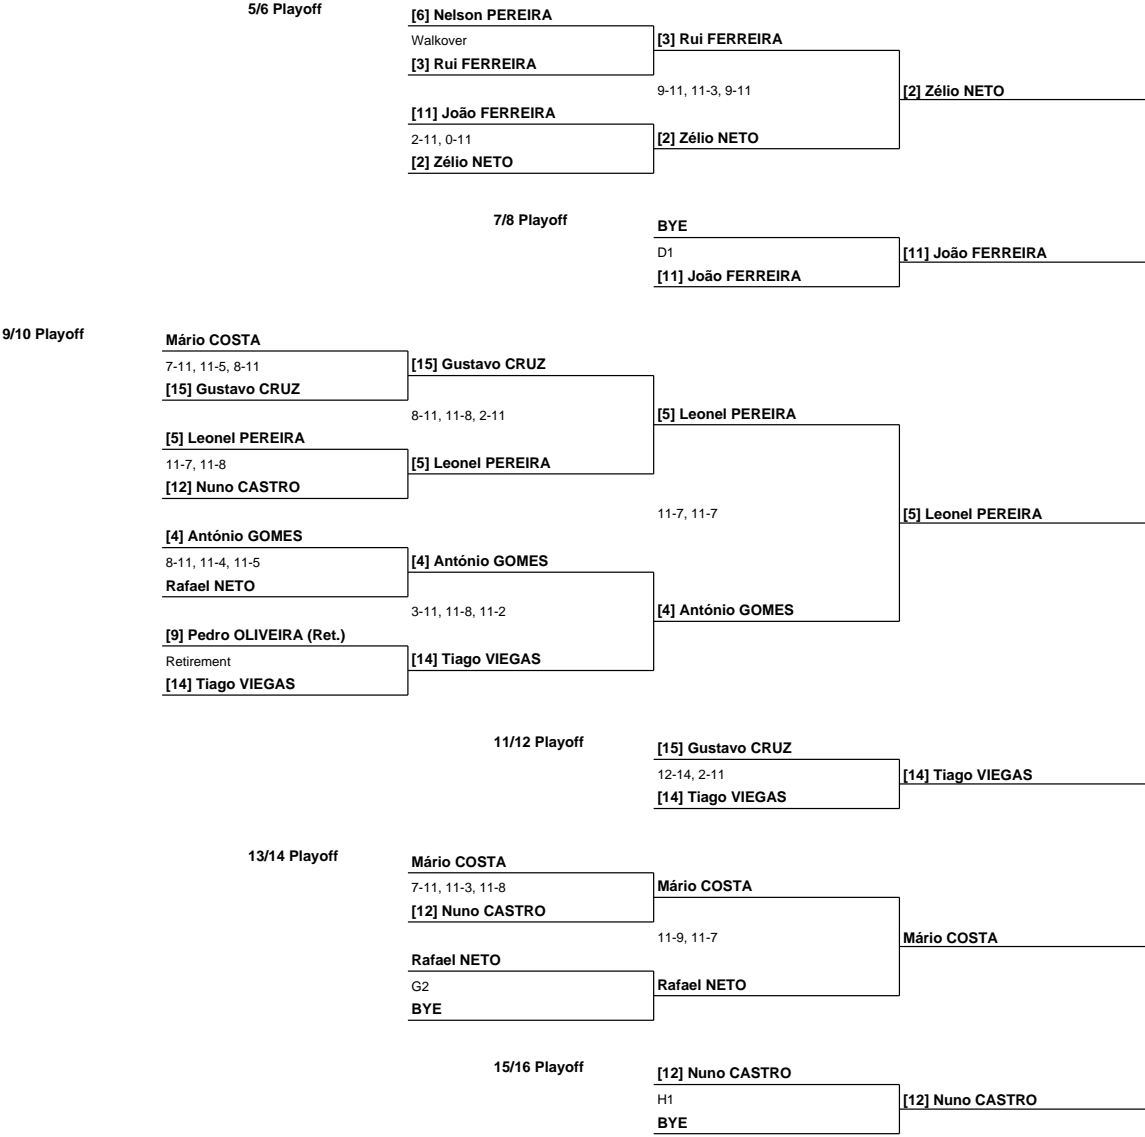 5/6 Playoff
[6] Nelson PEREIRA
Walkover
[3] Rui FERREIRA
[3] Rui FERREIRA
9-11, 11-3, 9-11
[2] Zélio NETO
[11] João FERREIRA
2-11, 0-11
[2] Zélio NETO
[2] Zélio NETO
7/8 Playoff
BYE
D1
[11] João FERREIRA
[11] João FERREIRA
9/10 Playoff
Mário COSTA
7-11, 11-5, 8-11
[15] Gustavo CRUZ
[15] Gustavo CRUZ
8-11, 11-8, 2-11
[5] Leonel PEREIRA
[5] Leonel PEREIRA
11-7, 11-8
[5] Leonel PEREIRA
[12] Nuno CASTRO
11-7, 11-7
[5] Leonel PEREIRA
[4] António GOMES
8-11, 11-4, 11-5
[4] António GOMES
Rafael NETO
3-11, 11-8, 11-2
[4] António GOMES
[9] Pedro OLIVEIRA (Ret.)
Retirement
[14] Tiago VIEGAS
[14] Tiago VIEGAS
11/12 Playoff
[15] Gustavo CRUZ
12-14, 2-11
[14] Tiago VIEGAS
[14] Tiago VIEGAS
13/14 Playoff
Mário COSTA
7-11, 11-3, 11-8
Mário COSTA
[12] Nuno CASTRO
11-9, 11-7
Mário COSTA
Rafael NETO
G2
Rafael NETO
BYE
15/16 Playoff
[12] Nuno CASTRO
H1
[12] Nuno CASTRO
BYE